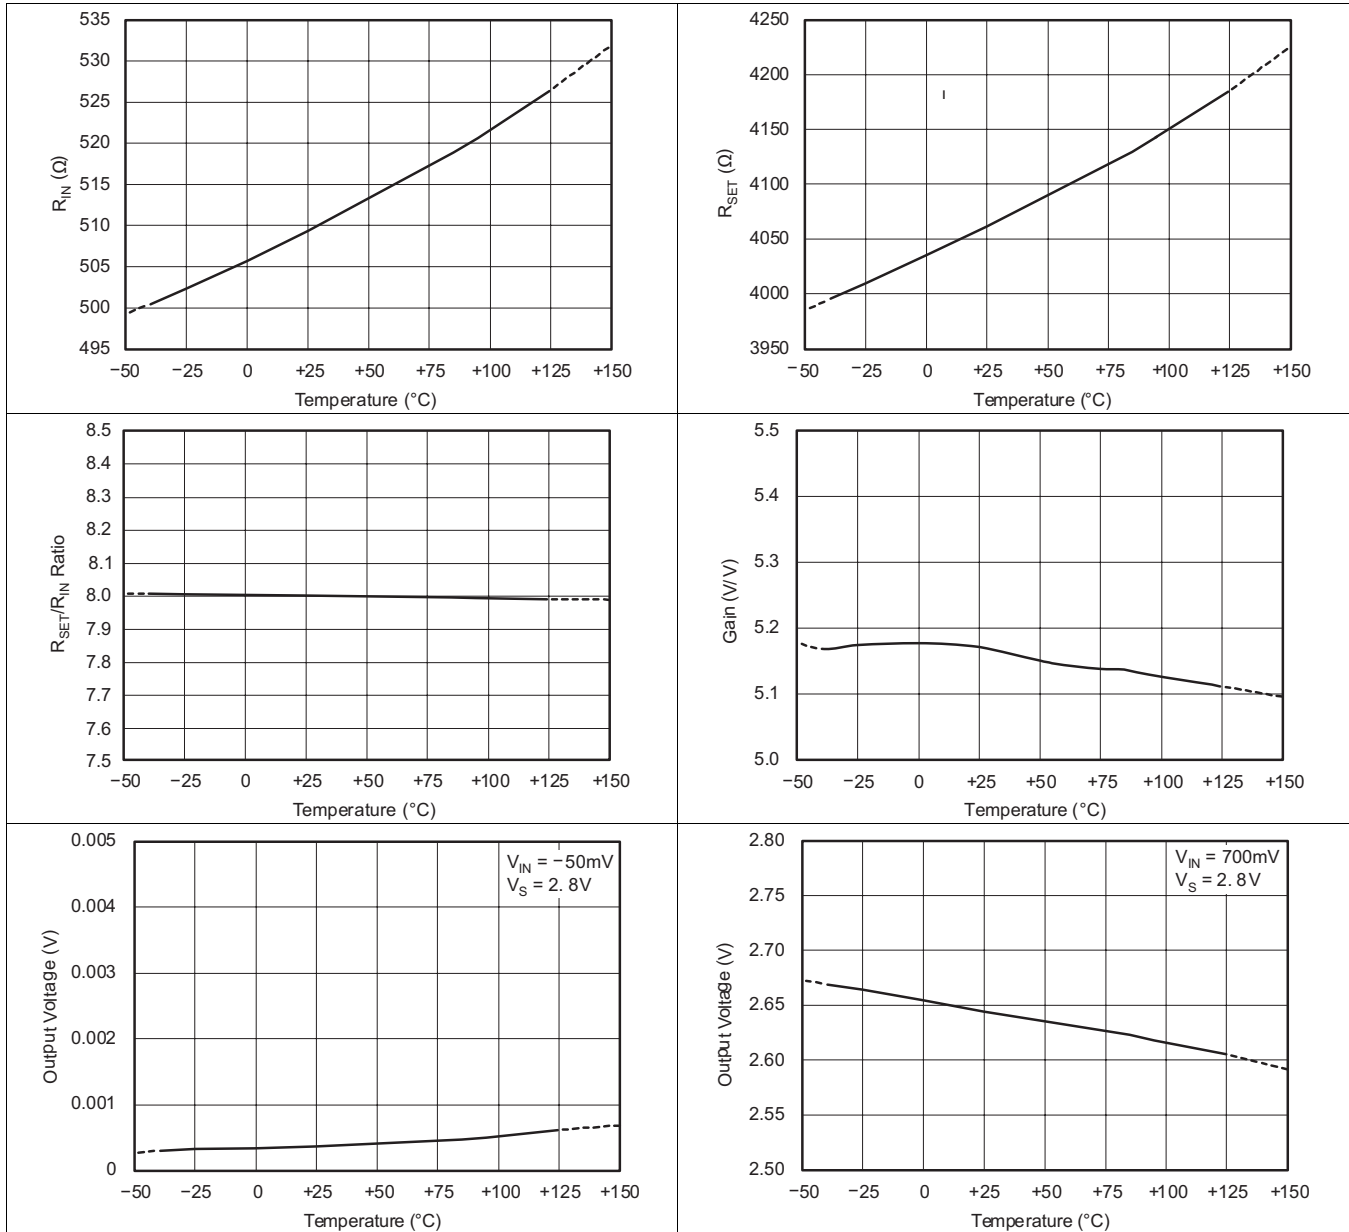 535
530
525
520
515
510
505
500
495
R_IN (Ω)
−50 −25 0 +25 +50 +75 +100 +125 +150
Temperature (°C)
4250
4200
4150
4100
4050
4000
3950
R_SET (Ω)
−50 −25 0 +25 +50 +75 +100 +125 +150
Temperature (°C)
8.5
8.4
8.3
8.2
8.1
8.0
7.9
7.8
7.7
7.6
7.5
R_SET/R_IN Ratio
−50 −25 0 +25 +50 +75 +100 +125 +150
Temperature (°C)
5.5
5.4
5.3
5.2
5.1
5.0
Gain (V/V)
−50 −25 0 +25 +50 +75 +100 +125 +150
Temperature (°C)
0.005
0.004
0.003
0.002
0.001
0
Output Voltage (V)
V_IN = −50mV
V_S = 2.8V
−50 −25 0 +25 +50 +75 +100 +125 +150
Temperature (°C)
2.80
2.75
2.70
2.65
2.60
2.55
2.50
Output Voltage (V)
V_IN = 700mV
V_S = 2.8V
−50 −25 0 +25 +50 +75 +100 +125 +150
Temperature (°C)